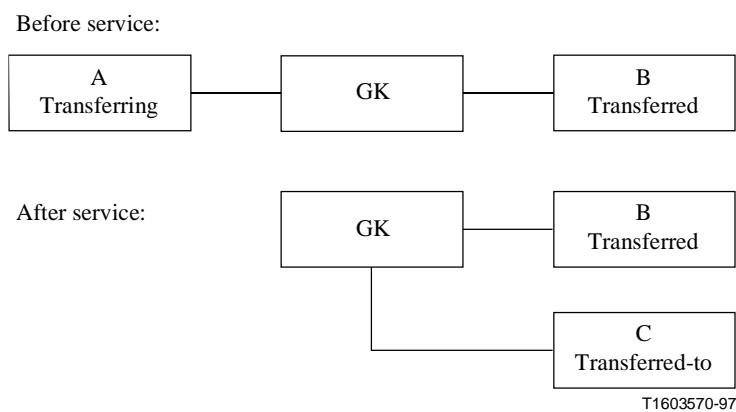 Before service:
A
Transferring
GK
B
Transferred
After service:
GK
B
Transferred
C
Transferred-to
T1603570-97